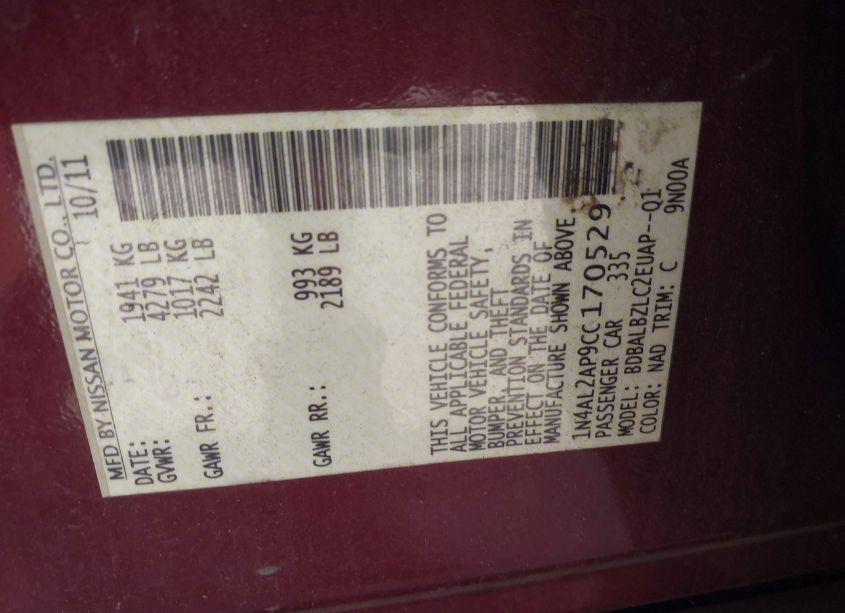 MFD BY NISSAN MOTOR CO., LTD.
DATE: 10/11
GVWR: 1941 KG
4279 LB
GAWR FR.: 1017 KG
2242 LB
GAWR RR.: 993 KG
2189 LB
THIS VEHICLE CONFORMS TO
ALL APPLICABLE FEDERAL
MOTOR VEHICLE SAFETY,
BUMPER, AND THEFT
PREVENTION STANDARDS IN
EFFECT ON THE DATE OF
MANUFACTURE SHOWN ABOVE.
1N4AL2AP9CC170529
PASSENGER CAR 335
MODEL: BDBALBZLC2EUAP--Q1
COLOR: NAD TRIM: C 9N00A